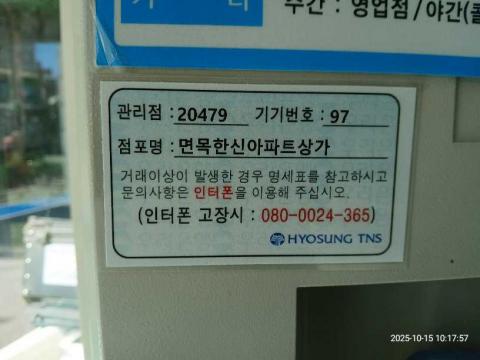 주간 : 영업점/야간(콜
관리점 : 20479 기기번호 : 97
점포명 : 면목한신아파트상가
거래이상이 발생한 경우 명세표를 참고하시고
문의사항은 인터폰을 이용해 주십시오.
(인터폰 고장시 : 080-0024-365)
HYOSUNG TNS
2025-10-15 10:17:57